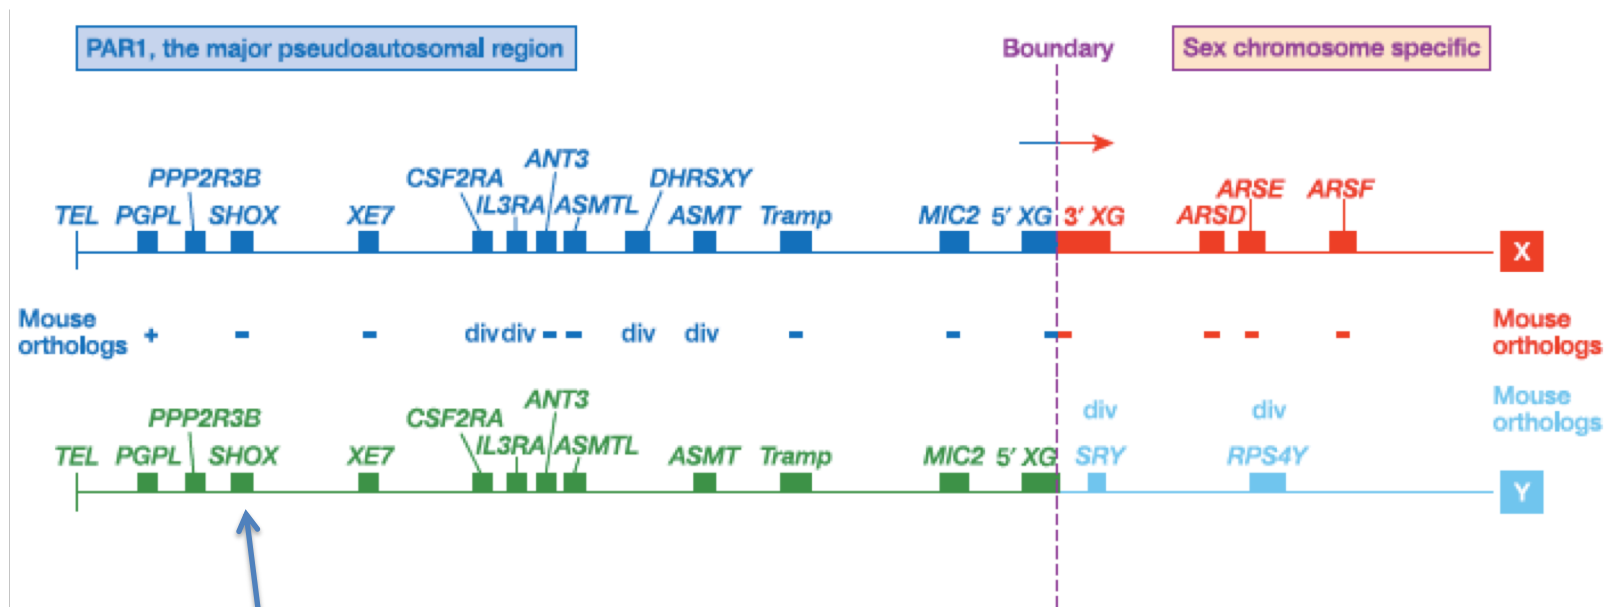 PAR1, the major pseudoautosomal region
Boundary
Sex chromosome specific
ANT3
PPP2R3B CSF2RA DHRSXY ARSE ARSF
TEL PGPL SHOX XE7 IL3RA ASMTL ASMT Tramp MIC2 5' XG 3' XG ARSD
X
Mouse
orthologs + - - div div - - div div - - - - - - -
Mouse
orthologs
Mouse
orthologs
ANT3 div div
PPP2R3B CSF2RA
TEL PGPL SHOX XE7 IL3RA ASMTL ASMT Tramp MIC2 5' XG SRY RPS4Y
Y